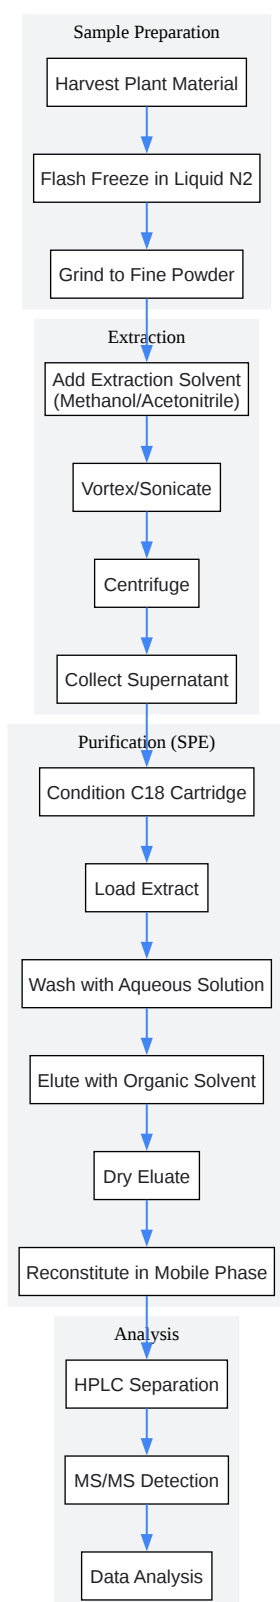 Sample Preparation
Harvest Plant Material
Flash Freeze in Liquid N2
Grind to Fine Powder
Extraction
Add Extraction Solvent
(Methanol/Acetonitrile)
Vortex/Sonicate
Centrifuge
Collect Supernatant
Purification (SPE)
Condition C18 Cartridge
Load Extract
Wash with Aqueous Solution
Elute with Organic Solvent
Dry Eluate
Reconstitute in Mobile Phase
Analysis
HPLC Separation
MS/MS Detection
Data Analysis